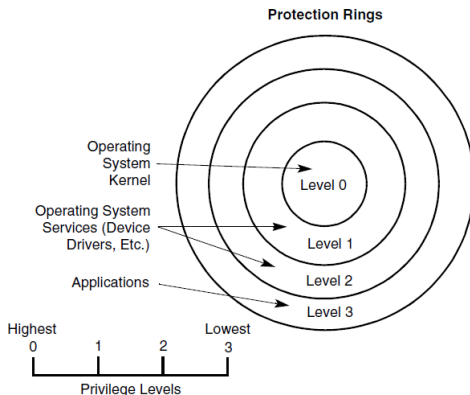 Protection Rings
Operating
System
Kernel
Level 0
Operating System
Services (Device
Drivers, Etc.)
Level 1
Level 2
Applications
Level 3
Highest
Lowest
0
1
2
3
Privilege Levels